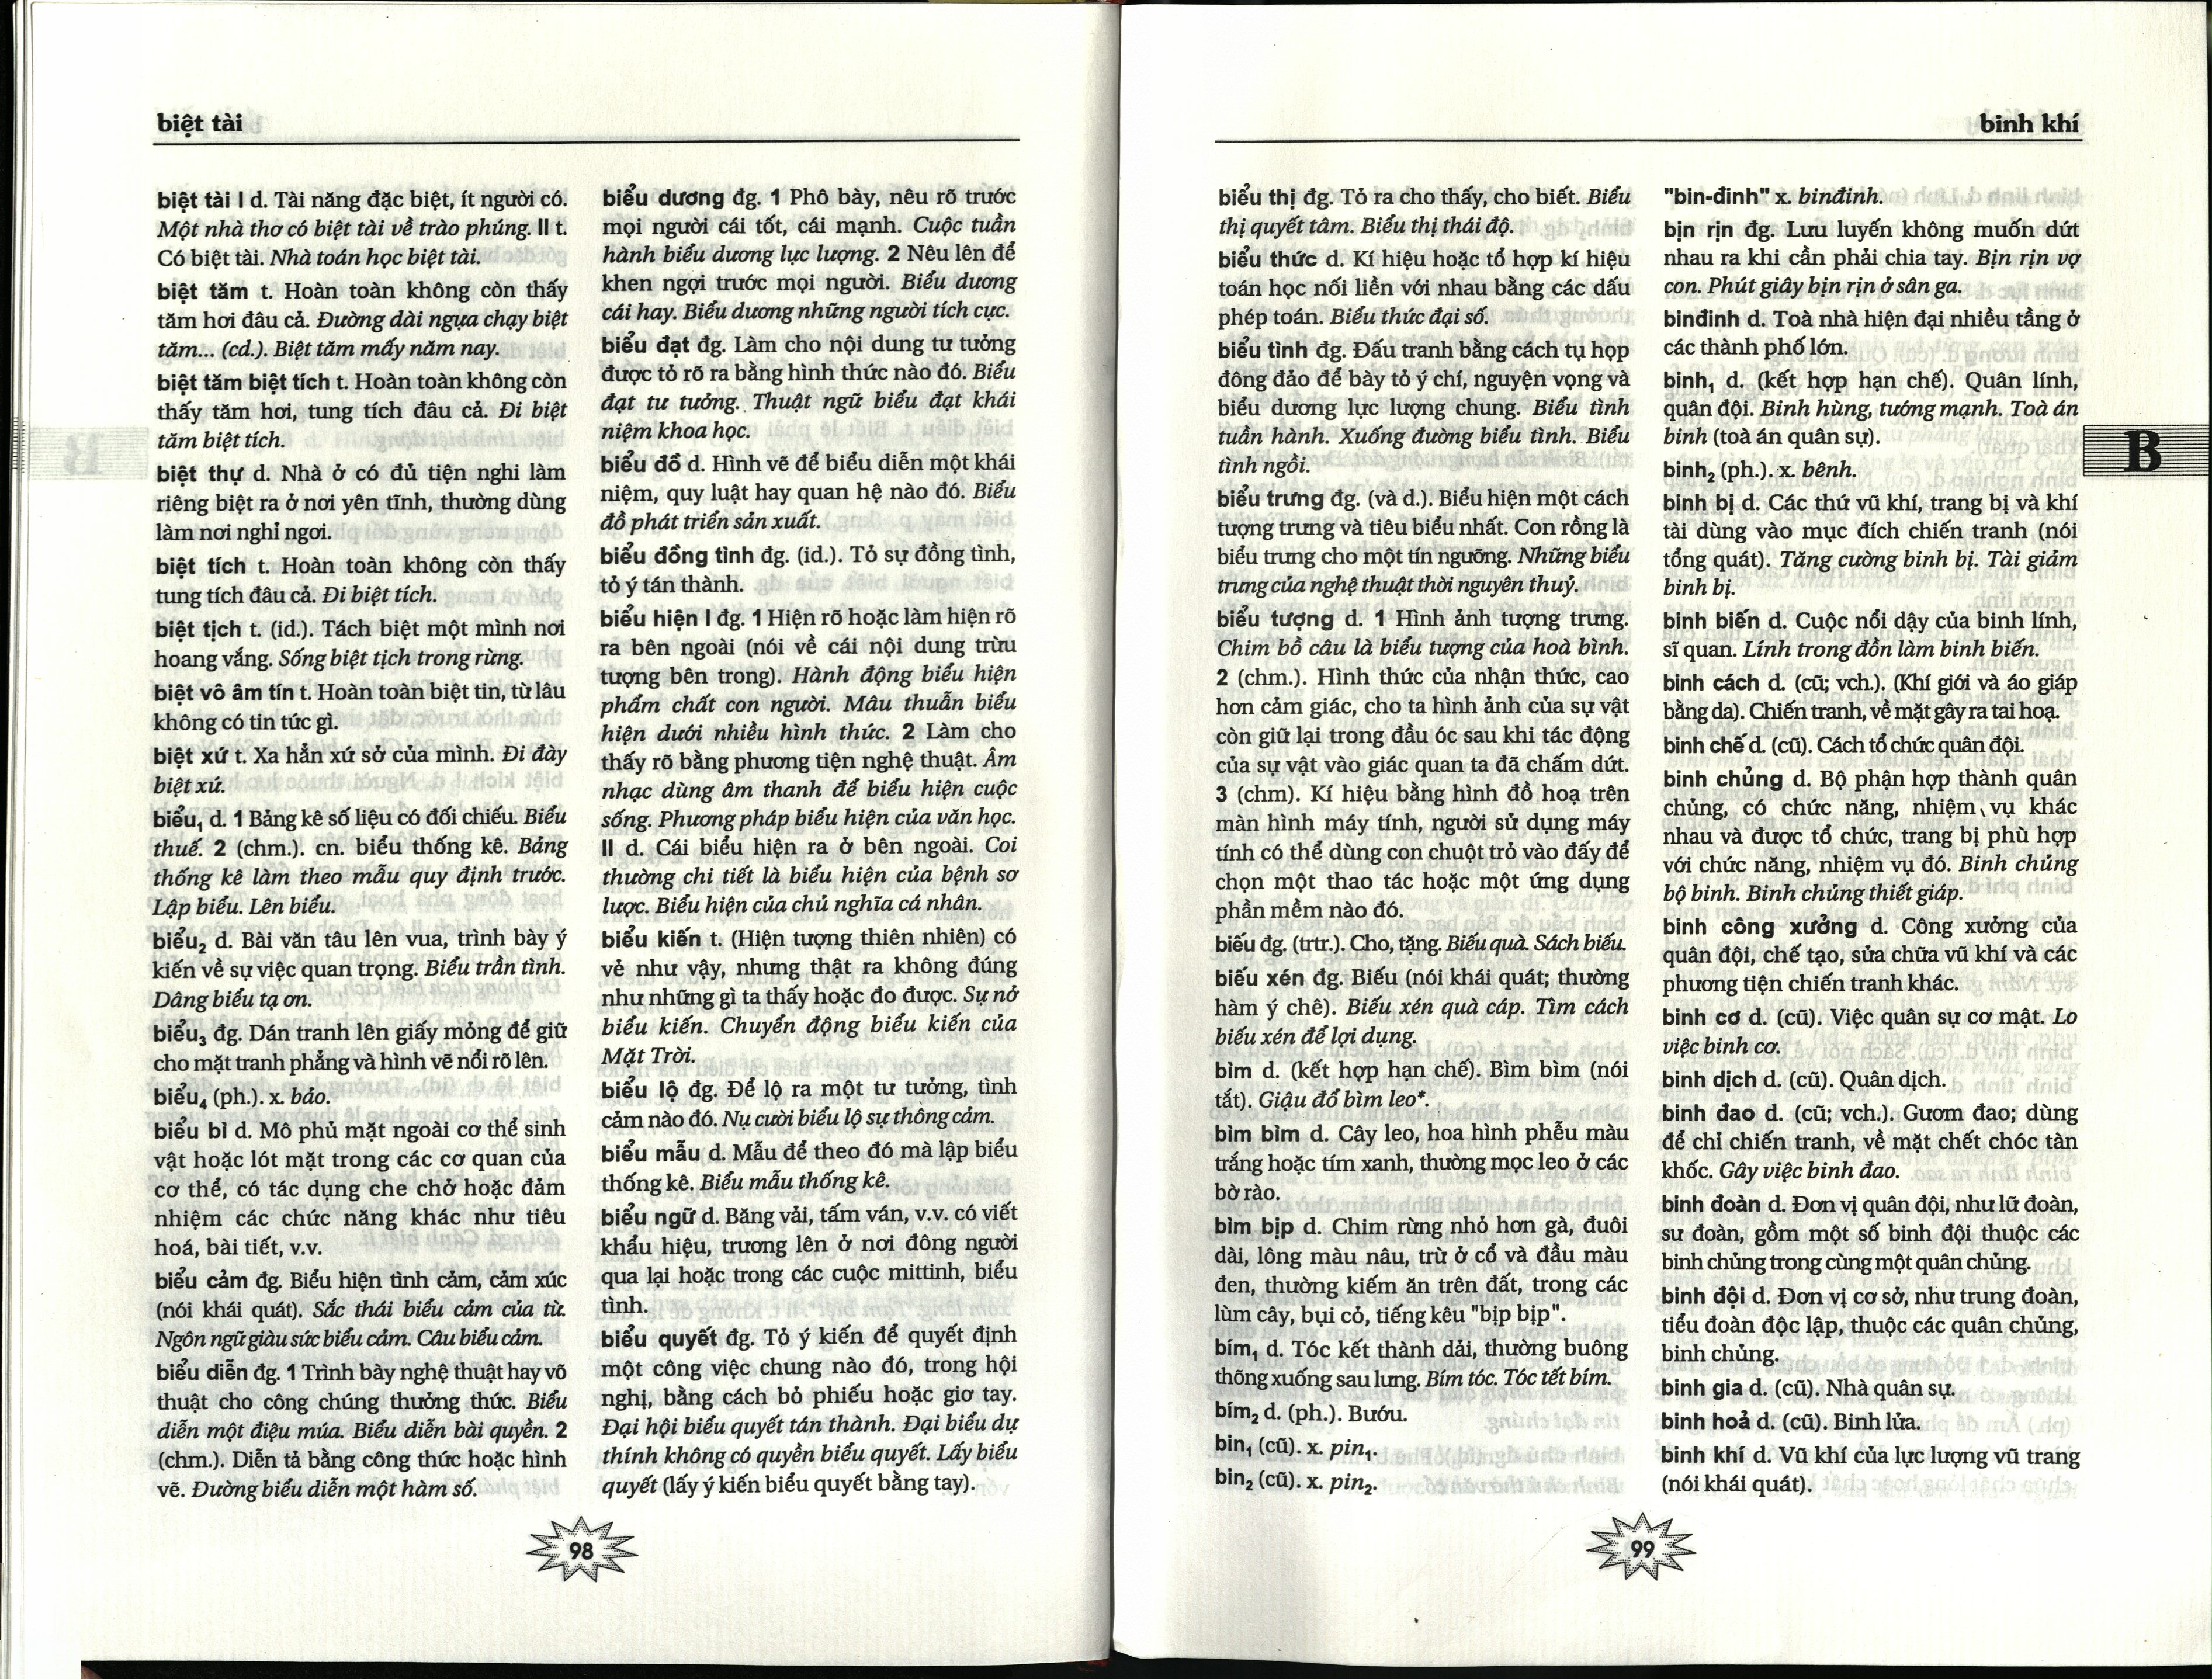 biệt tài
biệt tài I d. Tài năng đặc biệt, ít người có.
Một nhà thơ có biệt tài về trào phúng. II t.
Có biệt tài. Nhà toán học biệt tài.
biệt tăm t. Hoàn toàn không còn thấy
tăm hơi đâu cả. Đường dài ngựa chạy biệt
tăm... (cd.). Biệt tăm mấy năm nay.
biệt tăm biệt tích t. Hoàn toàn không còn
thấy tăm hơi, tung tích đâu cả. Đi biệt
tăm biệt tích.
biệt thự d. Nhà ở có đủ tiện nghi làm
riêng biệt ra ở nơi yên tĩnh, thường dùng
làm nơi nghỉ ngơi.
biệt tích t. Hoàn toàn không còn thấy
tung tích đâu cả. Đi biệt tích.
biệt tịch t. (id.). Tách biệt một mình nơi
hoang vắng. Sống biệt tịch trong rừng.
biệt vô âm tín t. Hoàn toàn biệt tin, từ lâu
không có tin tức gì.
biệt xứ t. Xa hẳn xứ sở của mình. Đi đày
biệt xứ.
biểu₁ d. 1 Bảng kê số liệu có đối chiếu. Biểu
thuế. 2 (chm.). cn. biểu thống kê. Bảng
thống kê làm theo mẫu quy định trước.
Lập biểu. Lên biểu.
biểu₂ d. Bài văn tâu lên vua, trình bày ý
kiến về sự việc quan trọng. Biểu trần tình.
Dâng biểu tạ ơn.
biểu₃ đg. Dán tranh lên giấy mỏng để giữ
cho mặt tranh phẳng và hình vẽ nổi rõ lên.
biểu₄ (ph.). x. bảo.
biểu bì d. Mô phủ mặt ngoài cơ thể sinh
vật hoặc lót mặt trong các cơ quan của
cơ thể, có tác dụng che chở hoặc đảm
nhiệm các chức năng khác như tiêu
hoá, bài tiết, v.v.
biểu cảm đg. Biểu hiện tình cảm, cảm xúc
(nói khái quát). Sắc thái biểu cảm của từ.
Ngôn ngữ giàu sức biểu cảm. Câu biểu cảm.
biểu diễn đg. 1 Trình bày nghệ thuật hay võ
thuật cho công chúng thưởng thức. Biểu
diễn một điệu múa. Biểu diễn bài quyền. 2
(chm.). Diễn tả bằng công thức hoặc hình
vẽ. Đường biểu diễn một hàm số.
biểu dương đg. 1 Phô bày, nêu rõ trước
mọi người cái tốt, cái mạnh. Cuộc tuần
hành biểu dương lực lượng. 2 Nêu lên để
khen ngợi trước mọi người. Biểu dương
cái hay. Biểu dương những người tích cực.
biểu đạt đg. Làm cho nội dung tư tưởng
được tỏ rõ ra bằng hình thức nào đó. Biểu
đạt tư tưởng. Thuật ngữ biểu đạt khái
niệm khoa học.
biểu đồ d. Hình vẽ để biểu diễn một khái
niệm, quy luật hay quan hệ nào đó. Biểu
đồ phát triển sản xuất.
biểu đồng tình đg. (id.). Tỏ sự đồng tình,
tỏ ý tán thành.
biểu hiện I đg. 1 Hiện rõ hoặc làm hiện rõ
ra bên ngoài (nói về cái nội dung trừu
tượng bên trong). Hành động biểu hiện
phẩm chất con người. Mâu thuẫn biểu
hiện dưới nhiều hình thức. 2 Làm cho
thấy rõ bằng phương tiện nghệ thuật. Âm
nhạc dùng âm thanh để biểu hiện cuộc
sống. Phương pháp biểu hiện của văn học.
II d. Cái biểu hiện ra ở bên ngoài. Coi
thường chi tiết là biểu hiện của bệnh sơ
lược. Biểu hiện của chủ nghĩa cá nhân.
biểu kiến t. (Hiện tượng thiên nhiên) có
vẻ như vậy, nhưng thật ra không đúng
như những gì ta thấy hoặc đo được. Sự nở
biểu kiến. Chuyển động biểu kiến của
Mặt Trời.
biểu lộ đg. Để lộ ra một tư tưởng, tình
cảm nào đó. Nụ cười biểu lộ sự thông cảm.
biểu mẫu d. Mẫu để theo đó mà lập biểu
thống kê. Biểu mẫu thống kê.
biểu ngữ d. Băng vải, tấm ván, v.v. có viết
khẩu hiệu, trương lên ở nơi đông người
qua lại hoặc trong các cuộc mittinh, biểu
tình.
biểu quyết đg. Tỏ ý kiến để quyết định
một công việc chung nào đó, trong hội
nghị, bằng cách bỏ phiếu hoặc giơ tay.
Đại hội biểu quyết tán thành. Đại biểu dự
thính không có quyền biểu quyết. Lấy biểu
quyết (lấy ý kiến biểu quyết bằng tay).
98
binh khí
biểu thị đg. Tỏ ra cho thấy, cho biết. Biểu
thị quyết tâm. Biểu thị thái độ.
biểu thức d. Kí hiệu hoặc tổ hợp kí hiệu
toán học nối liền với nhau bằng các dấu
phép toán. Biểu thức đại số.
biểu tình đg. Đấu tranh bằng cách tụ họp
đông đảo để bày tỏ ý chí, nguyện vọng và
biểu dương lực lượng chung. Biểu tình
tuần hành. Xuống đường biểu tình. Biểu
tình ngồi.
biểu trưng đg. (và d.). Biểu hiện một cách
tượng trưng và tiêu biểu nhất. Con rồng là
biểu trưng cho một tín ngưỡng. Những biểu
trưng của nghệ thuật thời nguyên thuỷ.
biểu tượng d. 1 Hình ảnh tượng trưng.
Chim bồ câu là biểu tượng của hoà bình.
2 (chm.). Hình thức của nhận thức, cao
hơn cảm giác, cho ta hình ảnh của sự vật
còn giữ lại trong đầu óc sau khi tác động
của sự vật vào giác quan ta đã chấm dứt.
3 (chm). Kí hiệu bằng hình đồ hoạ trên
màn hình máy tính, người sử dụng máy
tính có thể dùng con chuột trỏ vào đấy để
chọn một thao tác hoặc một ứng dụng
phần mềm nào đó.
biếu đg. (trtr.). Cho, tặng. Biếu quà. Sách biếu.
biếu xén đg. Biếu (nói khái quát; thường
hàm ý chê). Biếu xén quà cáp. Tìm cách
biếu xén để lợi dụng.
bìm d. (kết hợp hạn chế). Bìm bìm (nói
tắt). Giậu đổ bìm leo*.
bìm bìm d. Cây leo, hoa hình phễu màu
trắng hoặc tím xanh, thường mọc leo ở các
bờ rào.
bìm bịp d. Chim rừng nhỏ hơn gà, đuôi
dài, lông màu nâu, trừ ở cổ và đầu màu
đen, thường kiếm ăn trên đất, trong các
lùm cây, bụi cỏ, tiếng kêu "bịp bịp".
bím₁ d. Tóc kết thành dải, thường buông
thõng xuống sau lưng. Bím tóc. Tóc tết bím.
bím₂ d. (ph.). Bướu.
bin₁ (cũ). x. pin₁.
bin₂ (cũ). x. pin₂.
"bin-đinh" x. binđinh.
bịn rịn đg. Lưu luyến không muốn dứt
nhau ra khi cần phải chia tay. Bịn rịn vợ
con. Phút giây bịn rịn ở sân ga.
binđinh d. Toà nhà hiện đại nhiều tầng ở
các thành phố lớn.
binh₁ d. (kết hợp hạn chế). Quân lính,
quân đội. Binh hùng, tướng mạnh. Toà án
binh (toà án quân sự).
binh₂ (ph.). x. bênh.
binh bị d. Các thứ vũ khí, trang bị và khí
tài dùng vào mục đích chiến tranh (nói
tổng quát). Tăng cường binh bị. Tài giảm
binh bị.
binh biến d. Cuộc nổi dậy của binh lính,
sĩ quan. Lính trong đồn làm binh biến.
binh cách d. (cũ; vch.). (Khí giới và áo giáp
bằng da). Chiến tranh, về mặt gây ra tai hoạ.
binh chế d. (cũ). Cách tổ chức quân đội.
binh chủng d. Bộ phận hợp thành quân
chủng, có chức năng, nhiệm vụ khác
nhau và được tổ chức, trang bị phù hợp
với chức năng, nhiệm vụ đó. Binh chủng
bộ binh. Binh chủng thiết giáp.
binh công xưởng d. Công xưởng của
quân đội, chế tạo, sửa chữa vũ khí và các
phương tiện chiến tranh khác.
binh cơ d. (cũ). Việc quân sự cơ mật. Lo
việc binh cơ.
binh dịch d. (cũ). Quân dịch.
binh đao d. (cũ; vch.). Gươm đao; dùng
để chỉ chiến tranh, về mặt chết chóc tàn
khốc. Gây việc binh đao.
binh đoàn d. Đơn vị quân đội, như lữ đoàn,
sư đoàn, gồm một số binh đội thuộc các
binh chủng trong cùng một quân chủng.
binh đội d. Đơn vị cơ sở, như trung đoàn,
tiểu đoàn độc lập, thuộc các quân chủng,
binh chủng.
binh gia d. (cũ). Nhà quân sự.
binh hoả d. (cũ). Binh lửa.
binh khí d. Vũ khí của lực lượng vũ trang
(nói khái quát).
B
99